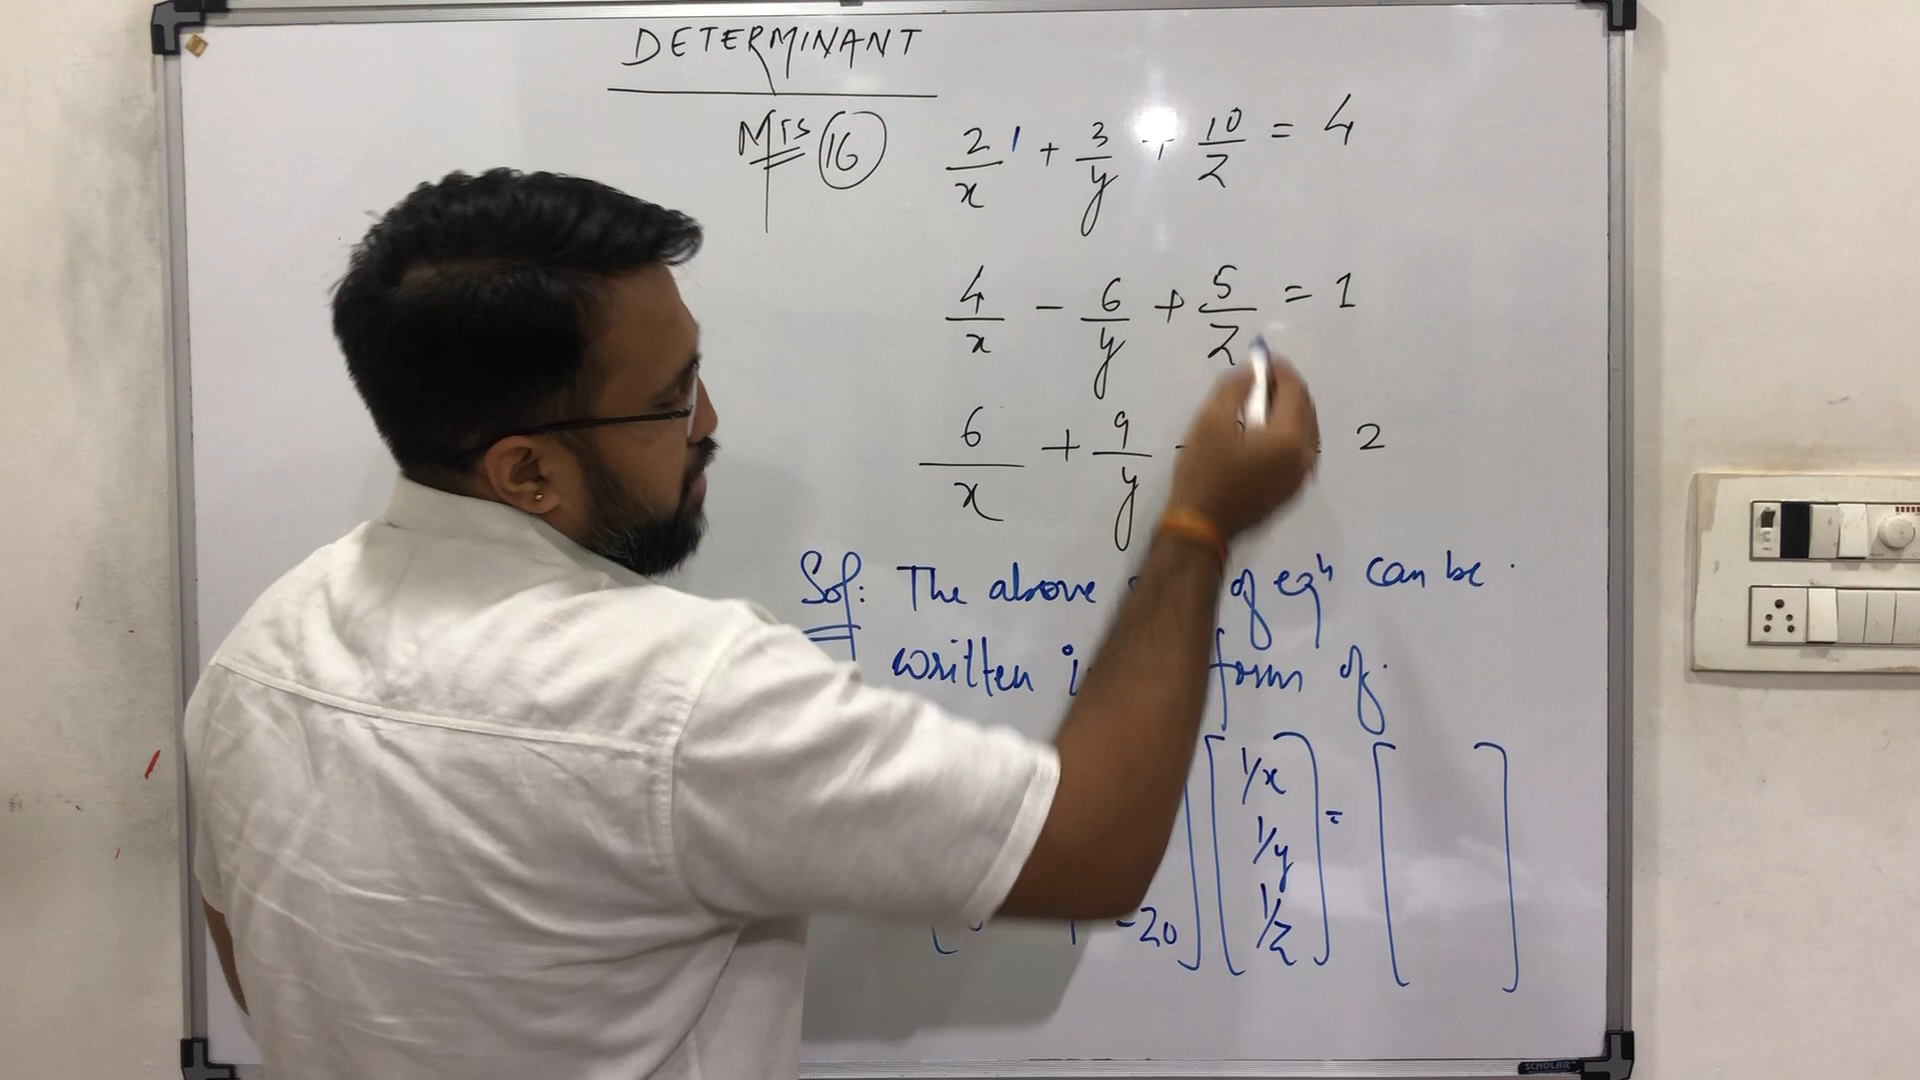 DETERMINANT
Mis 16 2/x + 3/y + 10/z = 4
4/x - 6/y + 5/z = 1
6/x + 9/y - = 2
Sol: The above of eqn can be.
written form of.
[1/x 1/y 1/z] = [ ]
-20]
SCHOLAR